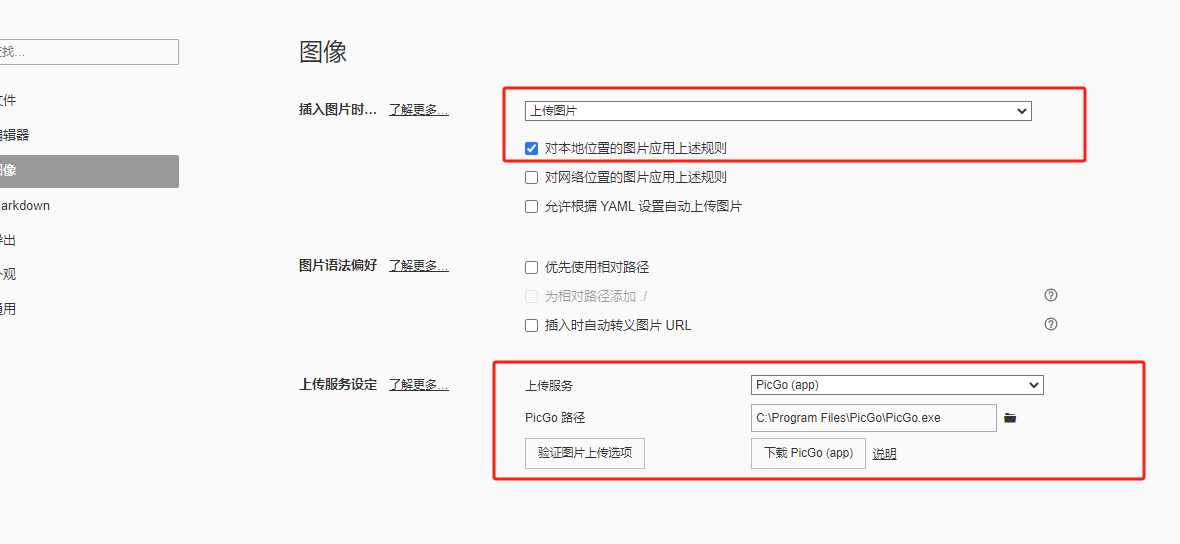 图像
找...
文件
编辑器
图像
arkdown
导出
外观
通用
插入图片时... 了解更多...
上传图片
对本地位置的图片应用上述规则
对网络位置的图片应用上述规则
允许根据 YAML 设置自动上传图片
图片语法偏好 了解更多...
优先使用相对路径
为相对路径添加 ./
插入时自动转义图片 URL
上传服务设定 了解更多...
上传服务 PicGo (app)
PicGo 路径 C:\Program Files\PicGo\PicGo.exe
验证图片上传选项 下载 PicGo (app) 说明